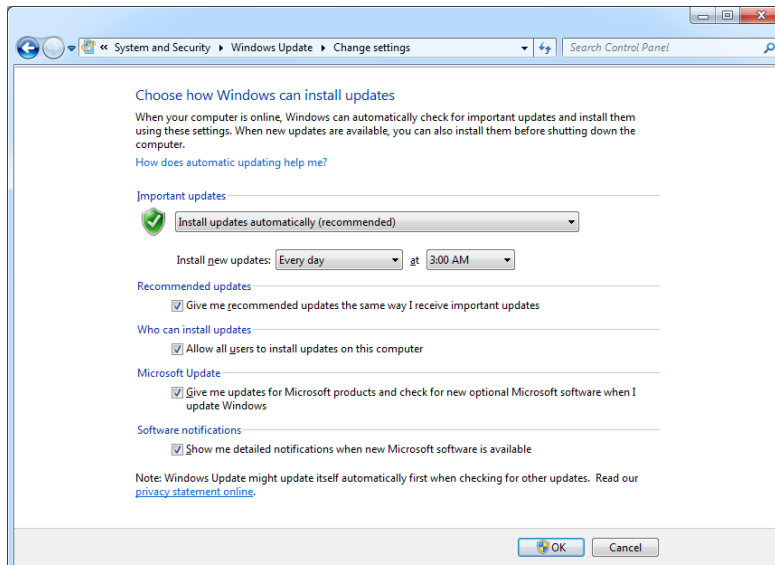 « System and Security ▸ Windows Update ▸ Change settings
Search Control Panel
Choose how Windows can install updates
When your computer is online, Windows can automatically check for important updates and install them
using these settings. When new updates are available, you can also install them before shutting down the
computer.
How does automatic updating help me?
Important updates
Install updates automatically (recommended)
Install new updates: Every day at 3:00 AM
Recommended updates
Give me recommended updates the same way I receive important updates
Who can install updates
Allow all users to install updates on this computer
Microsoft Update
Give me updates for Microsoft products and check for new optional Microsoft software when I
update Windows
Software notifications
Show me detailed notifications when new Microsoft software is available
Note: Windows Update might update itself automatically first when checking for other updates. Read our
privacy statement online.
OK Cancel